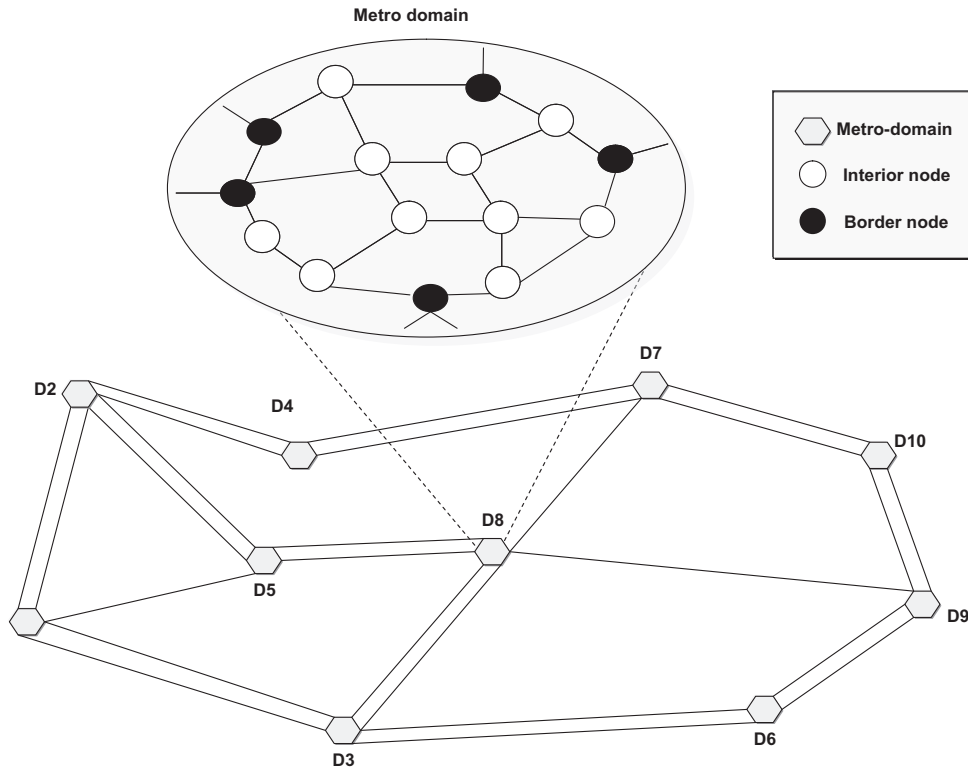 Metro domain
Metro-domain
Interior node
Border node
D7
D2
D4
D10
D8
D5
D9
D6
D3